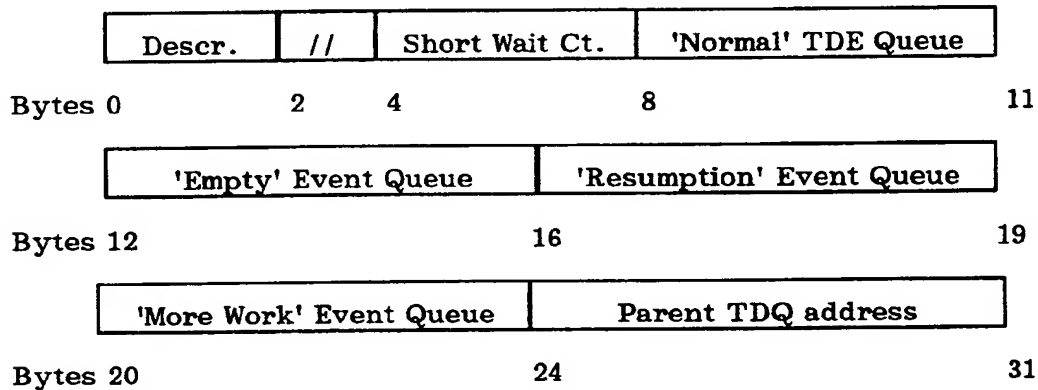 Descr. // Short Wait Ct. 'Normal' TDE Queue
Bytes 0 2 4 8 11
'Empty' Event Queue 'Resumption' Event Queue
Bytes 12 16 19
'More Work' Event Queue Parent TDQ address
Bytes 20 24 31